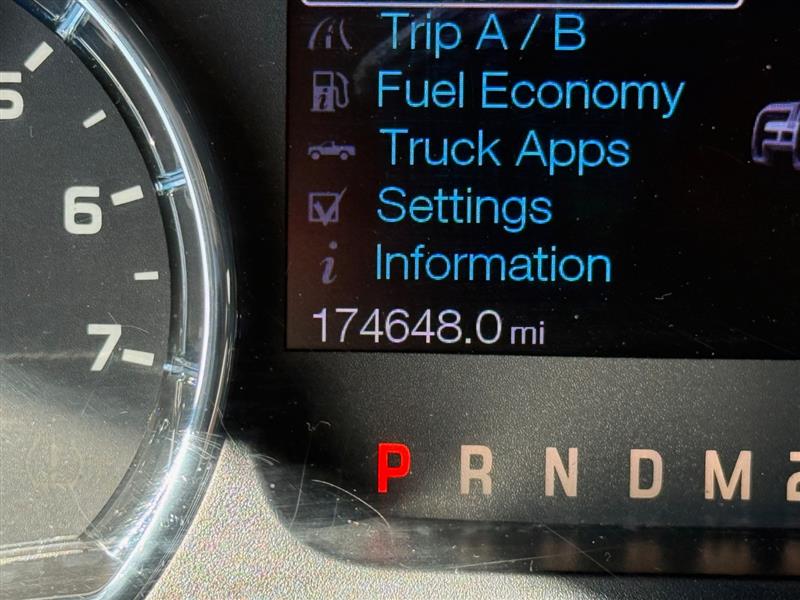 Trip A / B
Fuel Economy
Truck Apps
Settings
Information
174648.0 mi
5
6
7
P R N D M